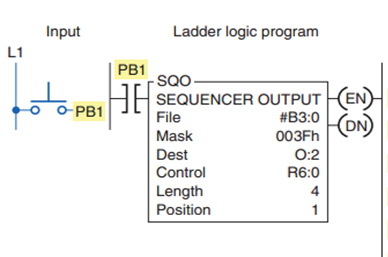 Input
Ladder logic program
L1
PB1
PB1
SQO
SEQUENCER OUTPUT
EN
File #B3:0
DN
Mask 003Fh
Dest O:2
Control R6:0
Length 4
Position 1